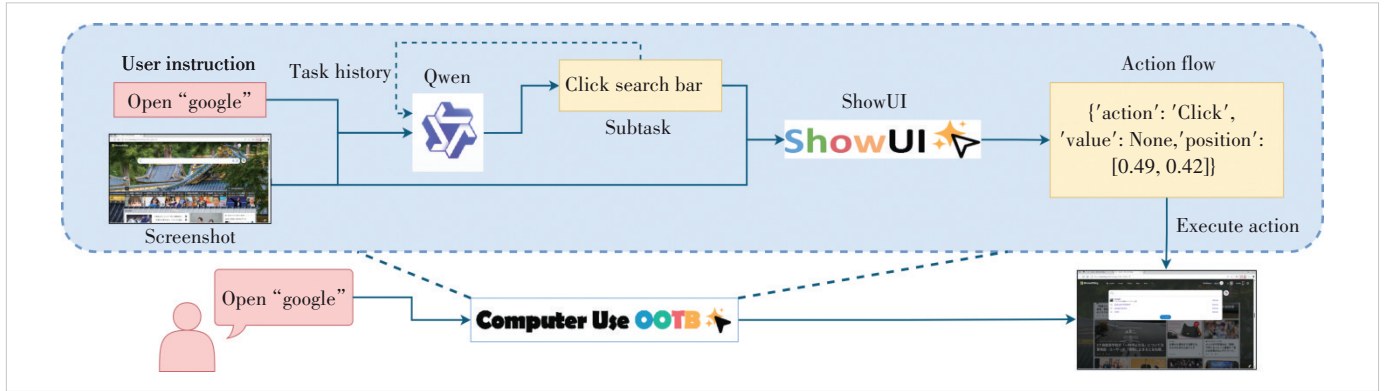 User instruction
Open “google”
Screenshot
Task history
Qwen
Click search bar
Subtask
ShowUI
ShowUI
Action flow
{'action': 'Click',
'value': None,'position':
[0.49, 0.42]}
Execute action
Open “google”
Computer Use OOTB